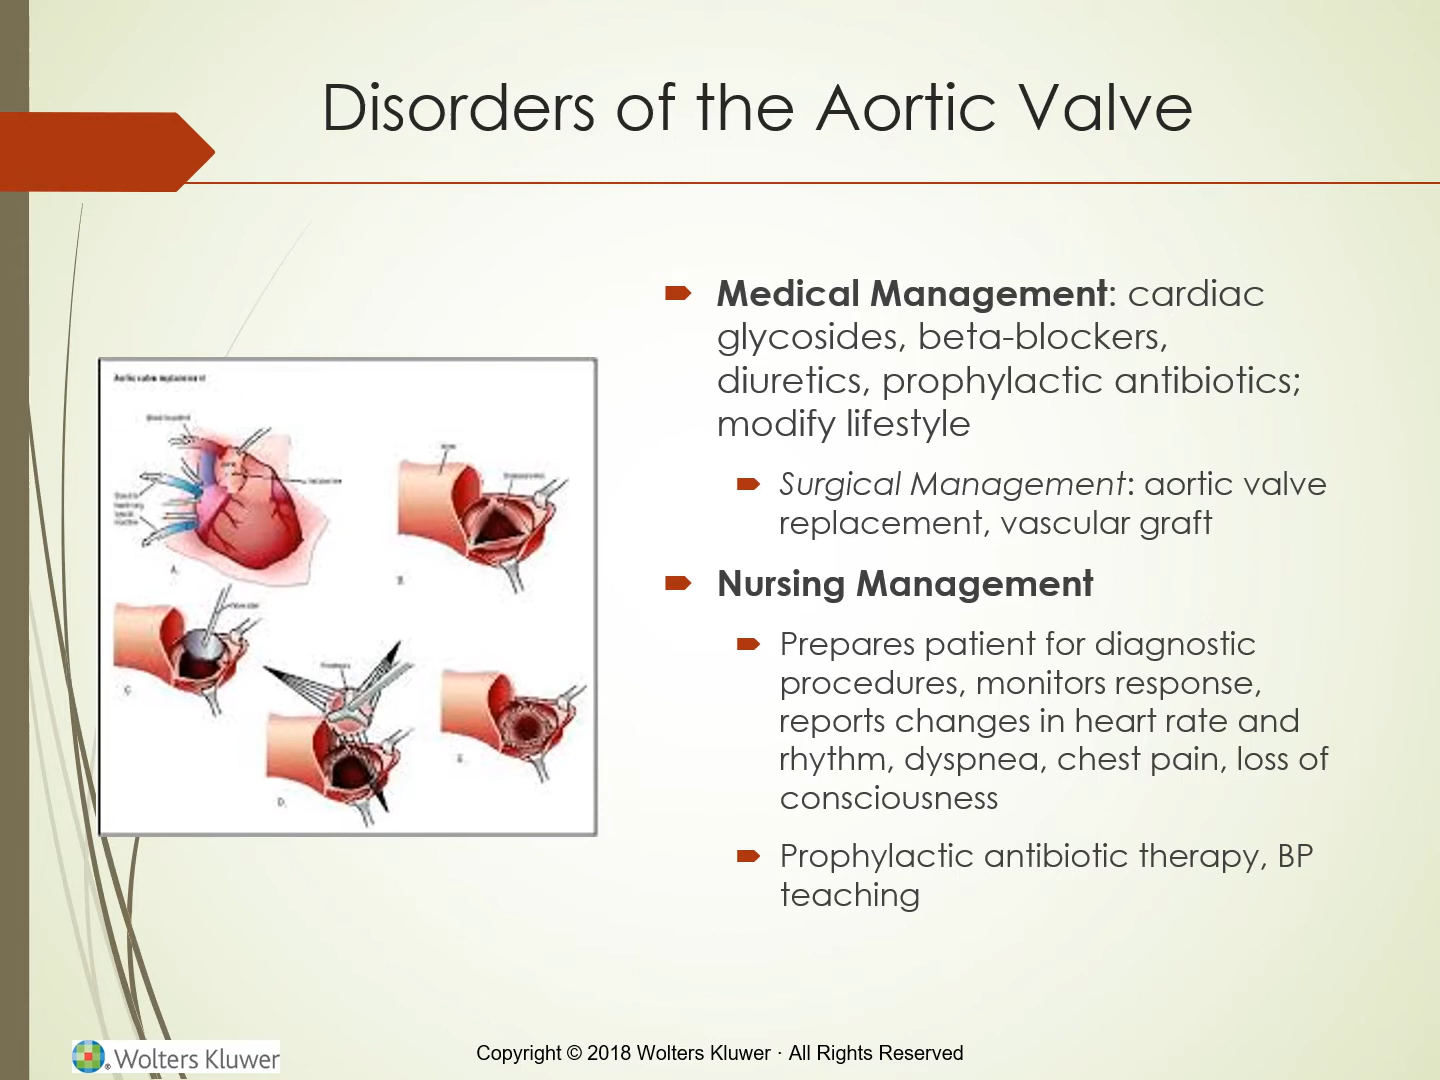 Disorders of the Aortic Valve
Aortic valve replacement
A.
B.
C.
D.
E.
Medical Management: cardiac
glycosides, beta-blockers,
diuretics, prophylactic antibiotics;
modify lifestyle
Surgical Management: aortic valve
replacement, vascular graft
Nursing Management
Prepares patient for diagnostic
procedures, monitors response,
reports changes in heart rate and
rhythm, dyspnea, chest pain, loss of
consciousness
Prophylactic antibiotic therapy, BP
teaching
Wolters Kluwer
Copyright © 2018 Wolters Kluwer · All Rights Reserved